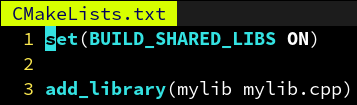 CMakeLists.txt
1 set(BUILD_SHARED_LIBS ON)
2
3 add_library(mylib mylib.cpp)